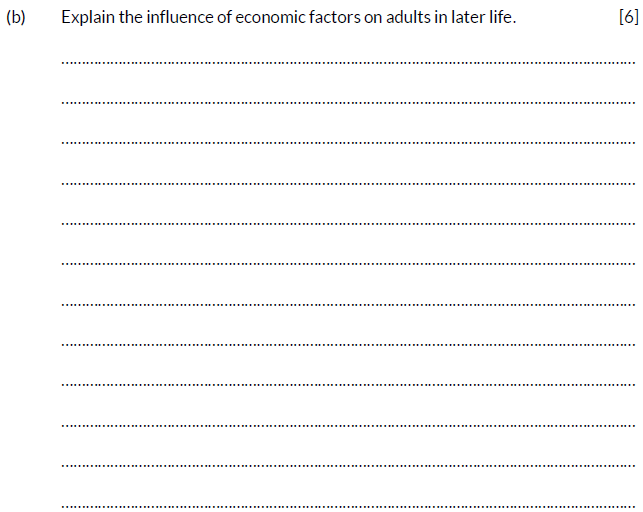 (b) Explain the influence of economic factors on adults in later life. [6]